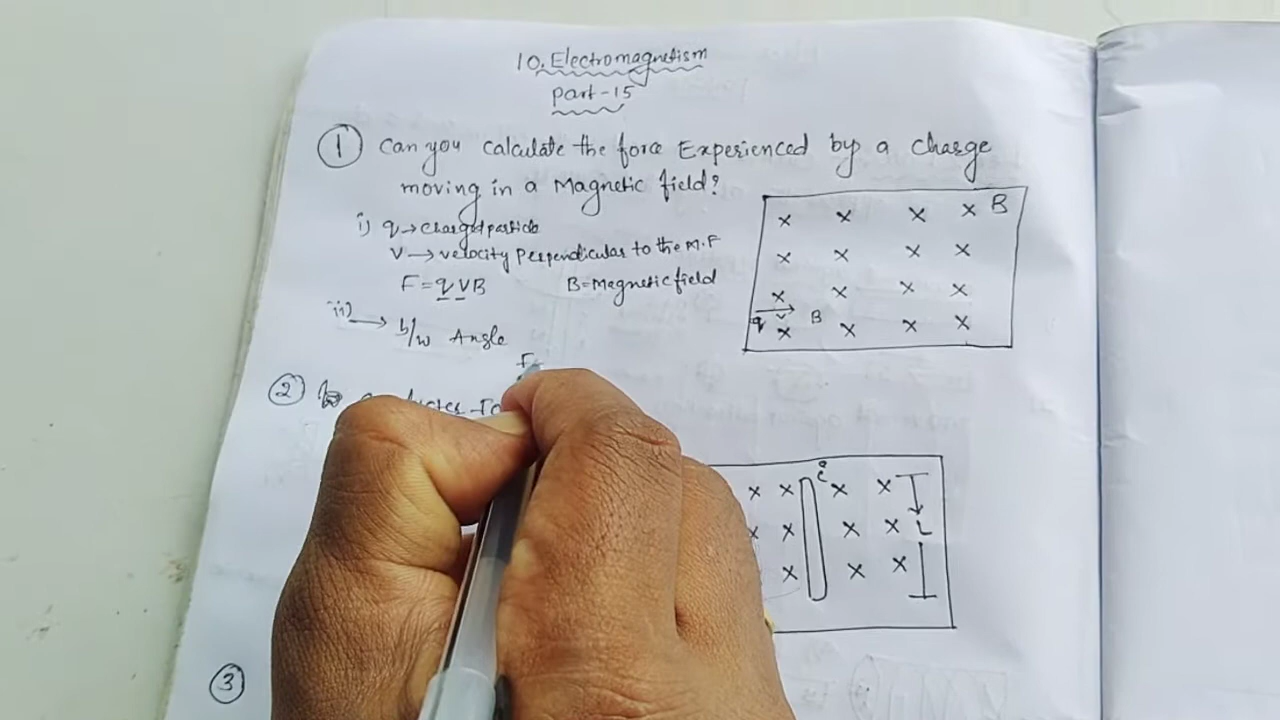 10. Electromagnetism
part-15
① Can you calculate the force Experienced by a charge
moving in a Magnetic field?
i) q → charged particle
v → velocity perpendicular to the M.F
F = qVB B = Magnetic field
ii) → b/w Angle
F
②
③
× × × × B
× × × ×
× × × ×
q v B
× × × ×
i
× × × ×
× × × × L
× × ×